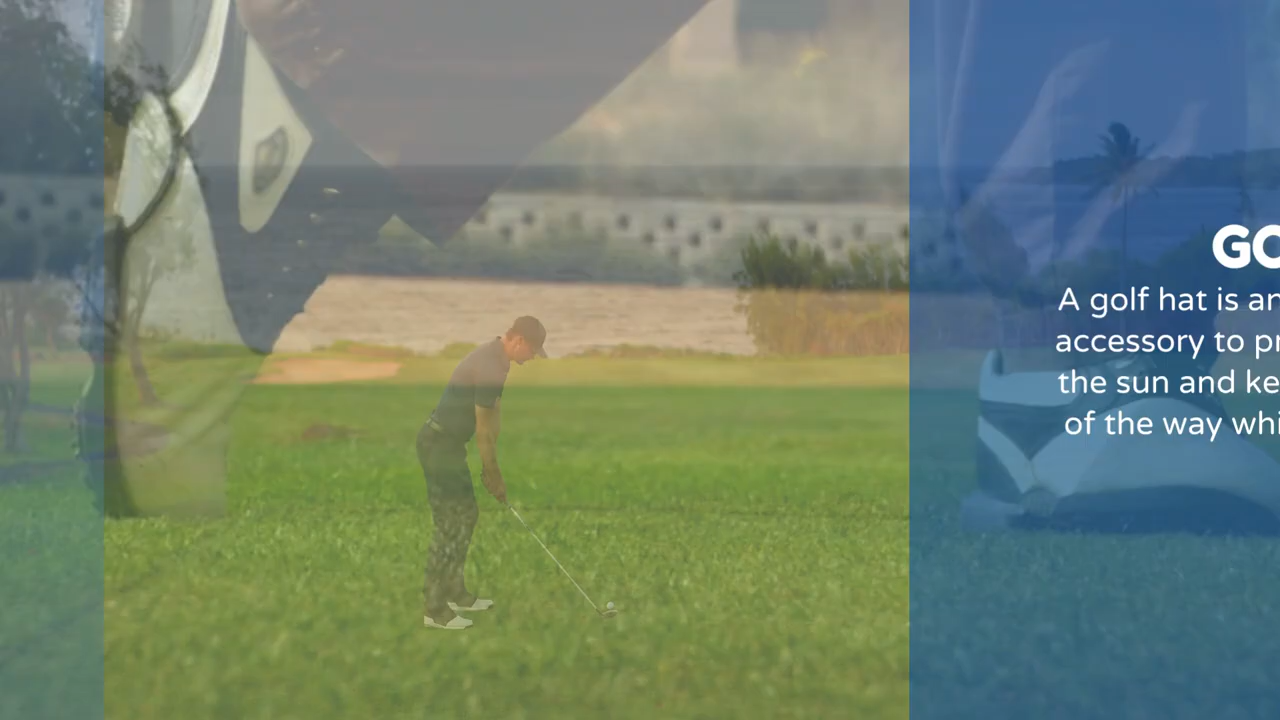 GO
A golf hat is an
accessory to pr
the sun and ke
of the way whi